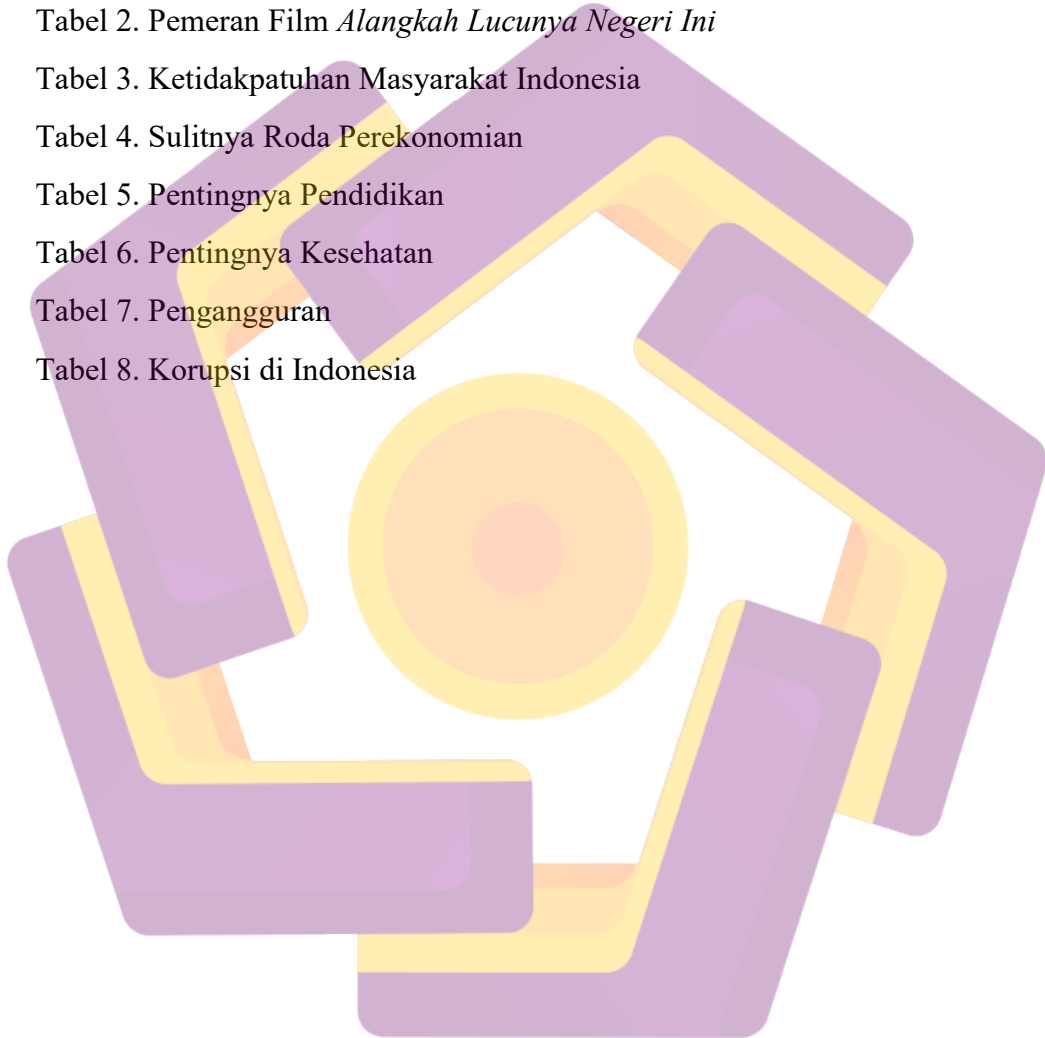 Tabel 2. Pemeran Film Alangkah Lucunya Negeri Ini
Tabel 3. Ketidakpatuhan Masyarakat Indonesia
Tabel 4. Sulitnya Roda Perekonomian
Tabel 5. Pentingnya Pendidikan
Tabel 6. Pentingnya Kesehatan
Tabel 7. Pengangguran
Tabel 8. Korupsi di Indonesia